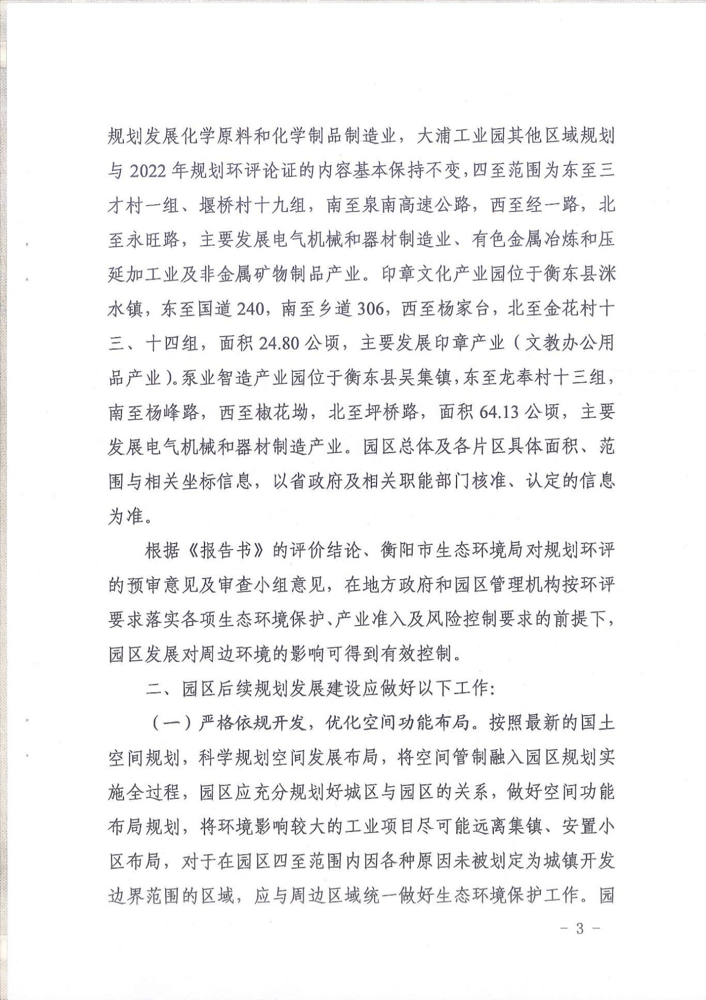 规划发展化学原料和化学制品制造业，大浦工业园其他区域规划
与 2022 年规划环评论证的内容基本保持不变，四至范围为东至三
才村一组、堰桥村十九组，南至泉南高速公路，西至经一路，北
至永旺路，主要发展电气机械和器材制造业、有色金属冶炼和压
延加工业及非金属矿物制品产业。印章文化产业园位于衡东县洣
水镇，东至国道 240，南至乡道 306，西至杨家台，北至金花村十
三、十四组，面积 24.80 公顷，主要发展印章产业（文教办公用
品产业）。泵业智造产业园位于衡东县吴集镇，东至龙奉村十三组，
南至杨峰路，西至椒花坳，北至坪桥路，面积 64.13 公顷，主要
发展电气机械和器材制造产业。园区总体及各片区具体面积、范
围与相关坐标信息，以省政府及相关职能部门核准、认定的信息
为准。
根据《报告书》的评价结论、衡阳市生态环境局对规划环评
的预审意见及审查小组意见，在地方政府和园区管理机构按环评
要求落实各项生态环境保护、产业准入及风险控制要求的前提下，
园区发展对周边环境的影响可得到有效控制。
二、园区后续规划发展建设应做好以下工作：
（一）严格依规开发，优化空间功能布局。按照最新的国土
空间规划，科学规划空间发展布局，将空间管制融入园区规划实
施全过程，园区应充分规划好城区与园区的关系，做好空间功能
布局规划，将环境影响较大的工业项目尽可能远离集镇、安置小
区布局，对于在园区四至范围内因各种原因未被划定为城镇开发
边界范围的区域，应与周边区域统一做好生态环境保护工作。园
- 3 -